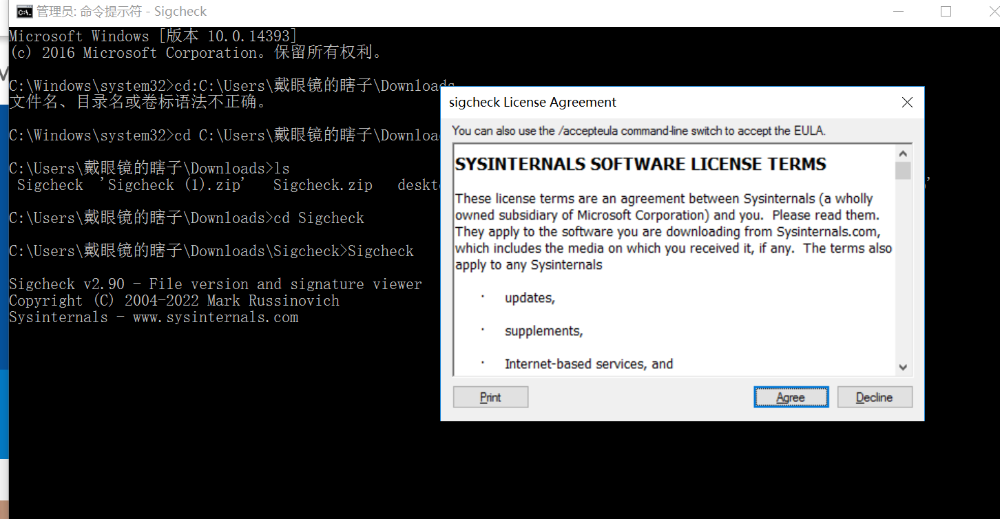 管理员: 命令提示符 - Sigcheck
Microsoft Windows [版本 10.0.14393]
(c) 2016 Microsoft Corporation。保留所有权利。
C:\Windows\system32>cd:C:\Users\戴眼镜的瞎子\Downloads
文件名、目录名或卷标语法不正确。
C:\Windows\system32>cd C:\Users\戴眼镜的瞎子\Downloa
C:\Users\戴眼镜的瞎子\Downloads>ls
Sigcheck 'Sigcheck (1).zip' Sigcheck.zip deskt
C:\Users\戴眼镜的瞎子\Downloads>cd Sigcheck
C:\Users\戴眼镜的瞎子\Downloads\Sigcheck>Sigcheck
Sigcheck v2.90 - File version and signature viewer
Copyright (C) 2004-2022 Mark Russinovich
Sysinternals - www.sysinternals.com
sigcheck License Agreement
You can also use the /accepteula command-line switch to accept the EULA.
SYSINTERNALS SOFTWARE LICENSE TERMS
These license terms are an agreement between Sysinternals (a wholly
owned subsidiary of Microsoft Corporation) and you. Please read them.
They apply to the software you are downloading from Sysinternals.com,
which includes the media on which you received it, if any. The terms also
apply to any Sysinternals
· updates,
· supplements,
· Internet-based services, and
Print
Agree
Decline